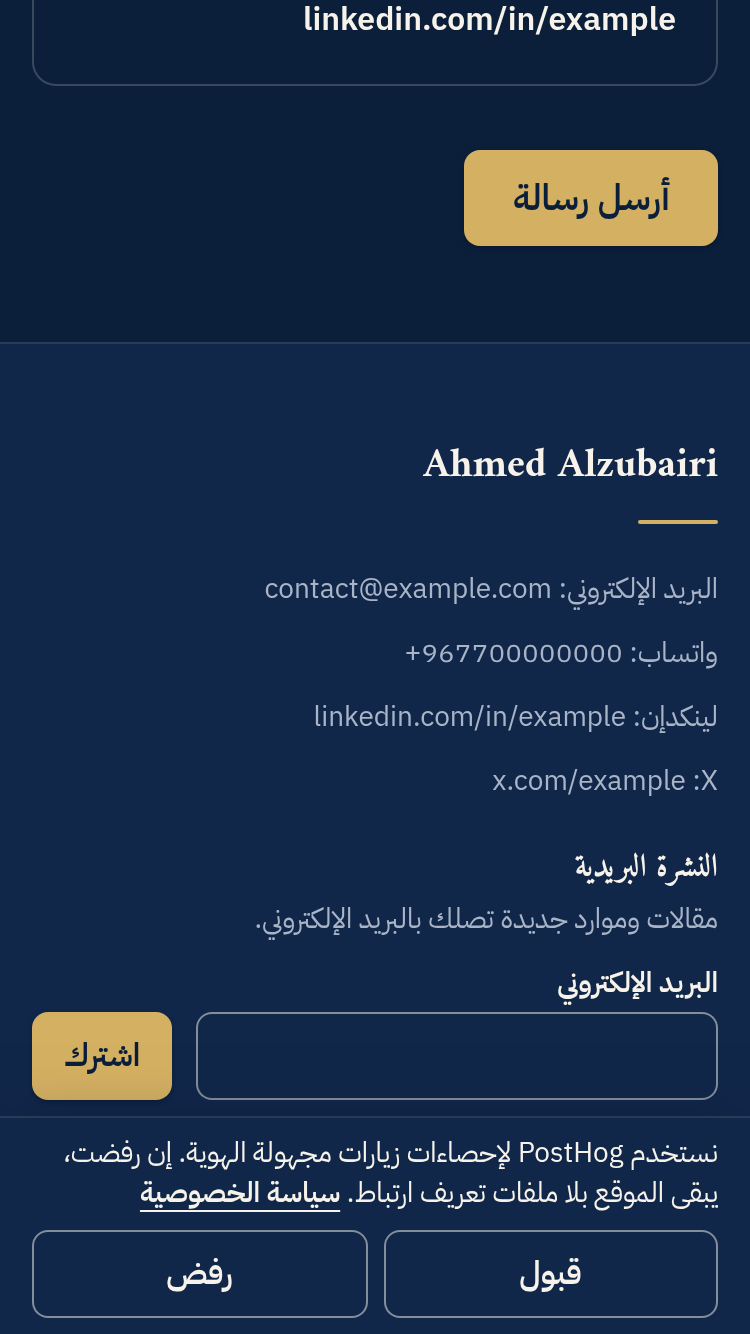 linkedin.com/in/example
أرسل رسالة
Ahmed Alzubairi
البريد الإلكتروني: contact@example.com
واتساب: +967700000000
لينكدإن: linkedin.com/in/example
X: x.com/example
النشرة البريدية
مقالات وموارد جديدة تصلك بالبريد الإلكتروني.
البريد الإلكتروني
اشترك
نستخدم PostHog لإحصاءات زيارات مجهولة الهوية. إن رفضت،
يبقى الموقع بلا ملفات تعريف ارتباط. سياسة الخصوصية
قبول
رفض